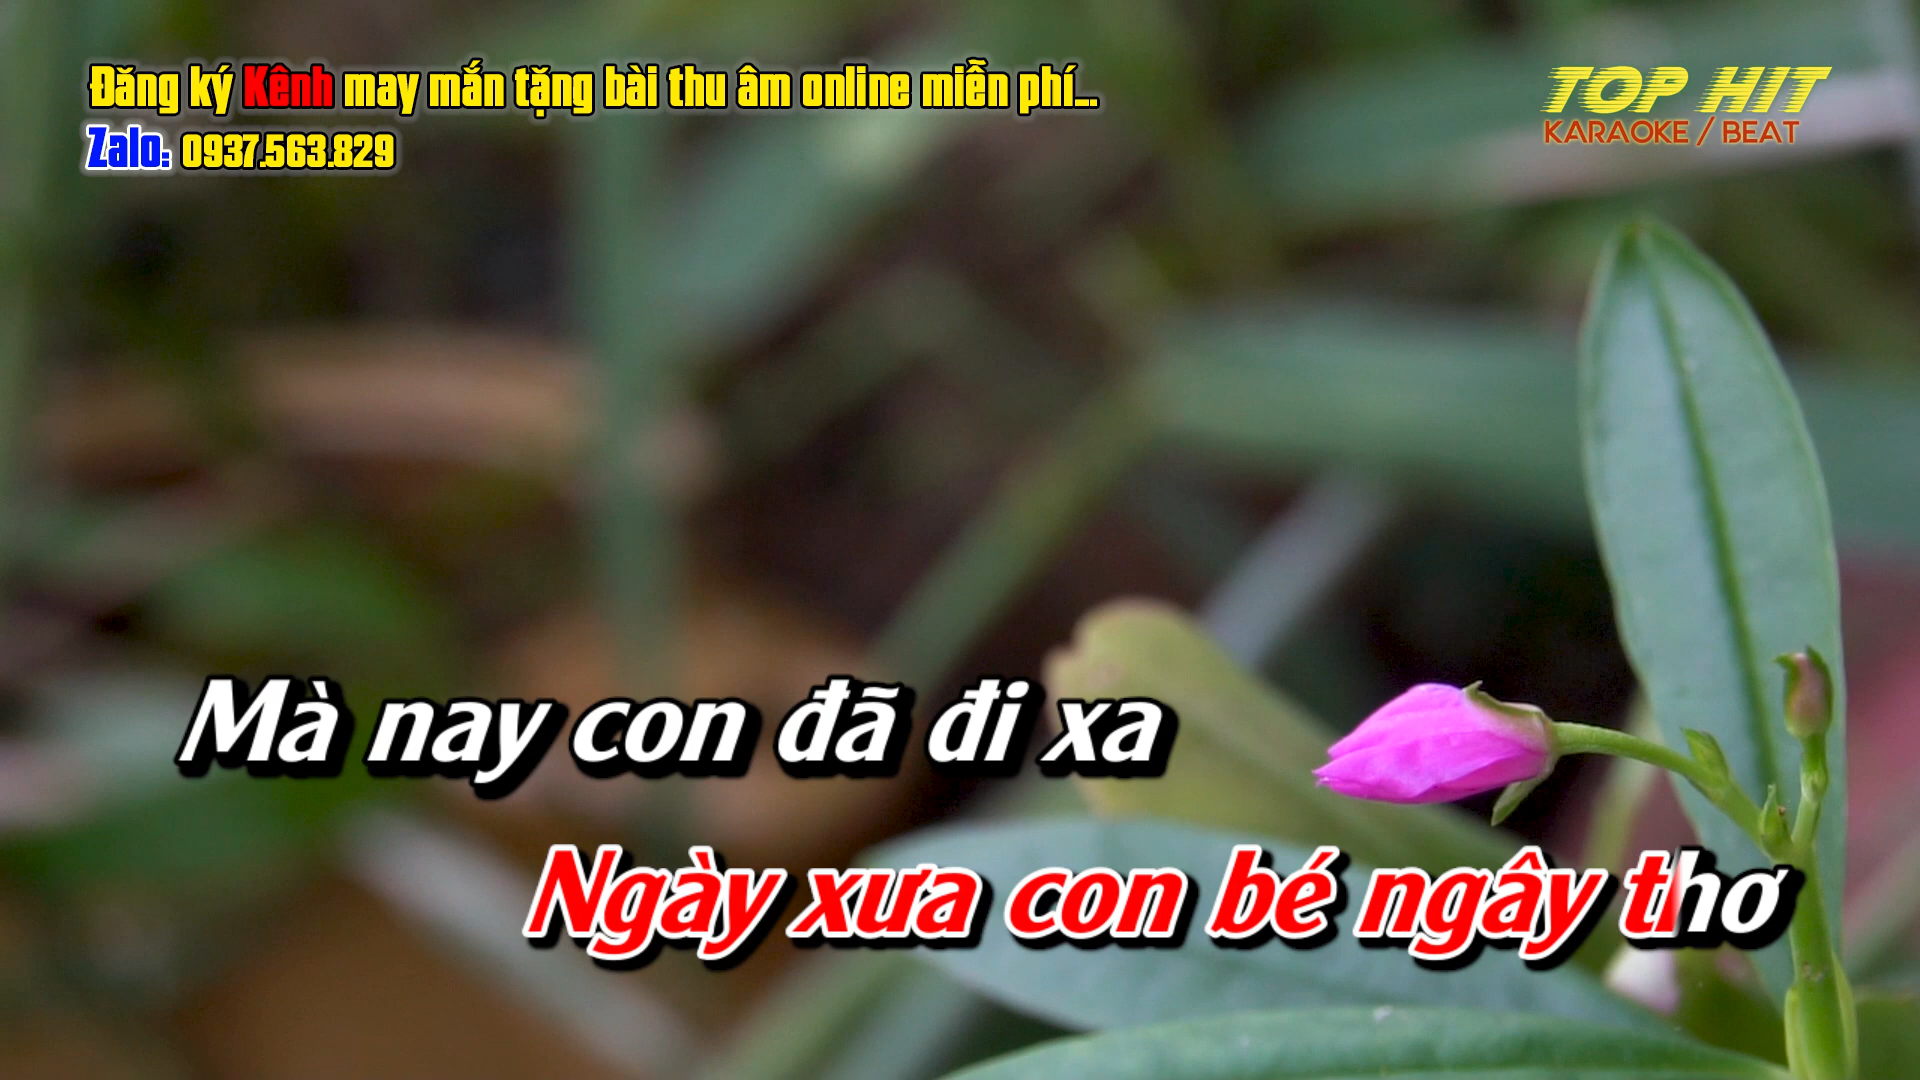 Đăng ký Kênh may mắn tặng bài thu âm online miễn phí...
Zalo: 0937.563.829
TOP HIT
KARAOKE / BEAT
Mà nay con đã đi xa
Ngày xưa con bé ngây thơ